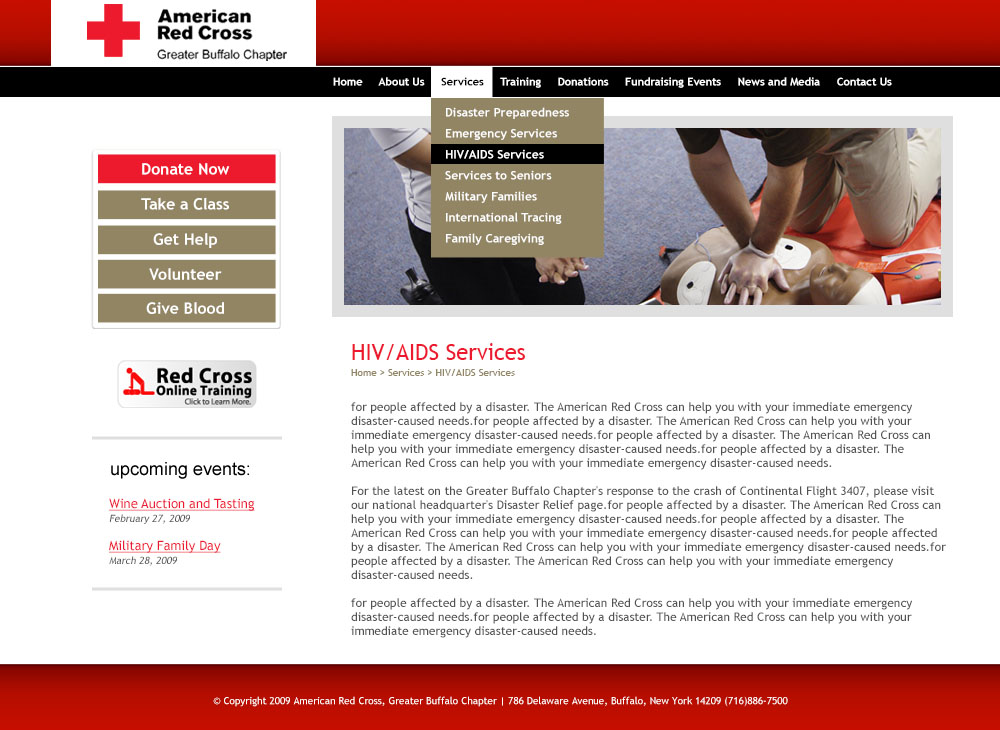 American
Red Cross
Greater Buffalo Chapter
Home About Us Services Training Donations Fundraising Events News and Media Contact Us
Disaster Preparedness
Emergency Services
HIV/AIDS Services
Services to Seniors
Military Families
International Tracing
Family Caregiving
Donate Now
Take a Class
Get Help
Volunteer
Give Blood
Red Cross
Online Training
Click to Learn More.
upcoming events:
Wine Auction and Tasting
February 27, 2009
Military Family Day
March 28, 2009
HIV/AIDS Services
Home > Services > HIV/AIDS Services
for people affected by a disaster. The American Red Cross can help you with your immediate emergency
disaster-caused needs.for people affected by a disaster. The American Red Cross can help you with your
immediate emergency disaster-caused needs.for people affected by a disaster. The American Red Cross can
help you with your immediate emergency disaster-caused needs.for people affected by a disaster. The
American Red Cross can help you with your immediate emergency disaster-caused needs.
For the latest on the Greater Buffalo Chapter's response to the crash of Continental Flight 3407, please visit
our national headquarter's Disaster Relief page.for people affected by a disaster. The American Red Cross can
help you with your immediate emergency disaster-caused needs.for people affected by a disaster. The
American Red Cross can help you with your immediate emergency disaster-caused needs.for people affected
by a disaster. The American Red Cross can help you with your immediate emergency disaster-caused needs.for
people affected by a disaster. The American Red Cross can help you with your immediate emergency
disaster-caused needs.
for people affected by a disaster. The American Red Cross can help you with your immediate emergency
disaster-caused needs.for people affected by a disaster. The American Red Cross can help you with your
immediate emergency disaster-caused needs.
© Copyright 2009 American Red Cross, Greater Buffalo Chapter | 786 Delaware Avenue, Buffalo, New York 14209 (716)886-7500